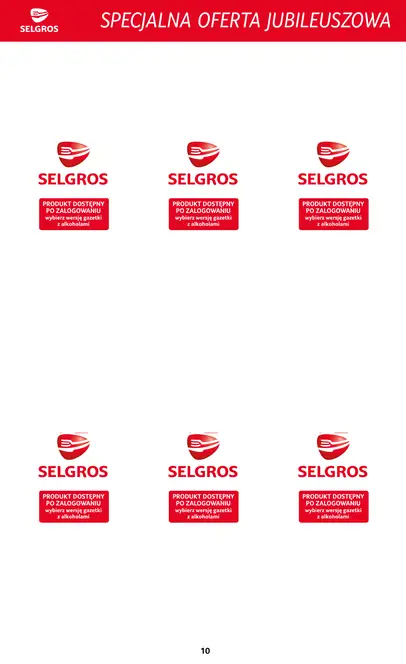 SELGROS
SPECJALNA OFERTA JUBILEUSZOWA
SELGROS
PRODUKT DOSTĘPNY
PO ZALOGOWANIU
wybierz wersję gazetki
z alkoholami
SELGROS
PRODUKT DOSTĘPNY
PO ZALOGOWANIU
wybierz wersję gazetki
z alkoholami
SELGROS
PRODUKT DOSTĘPNY
PO ZALOGOWANIU
wybierz wersję gazetki
z alkoholami
SELGROS
PRODUKT DOSTĘPNY
PO ZALOGOWANIU
wybierz wersję gazetki
z alkoholami
SELGROS
PRODUKT DOSTĘPNY
PO ZALOGOWANIU
wybierz wersję gazetki
z alkoholami
SELGROS
PRODUKT DOSTĘPNY
PO ZALOGOWANIU
wybierz wersję gazetki
z alkoholami
10